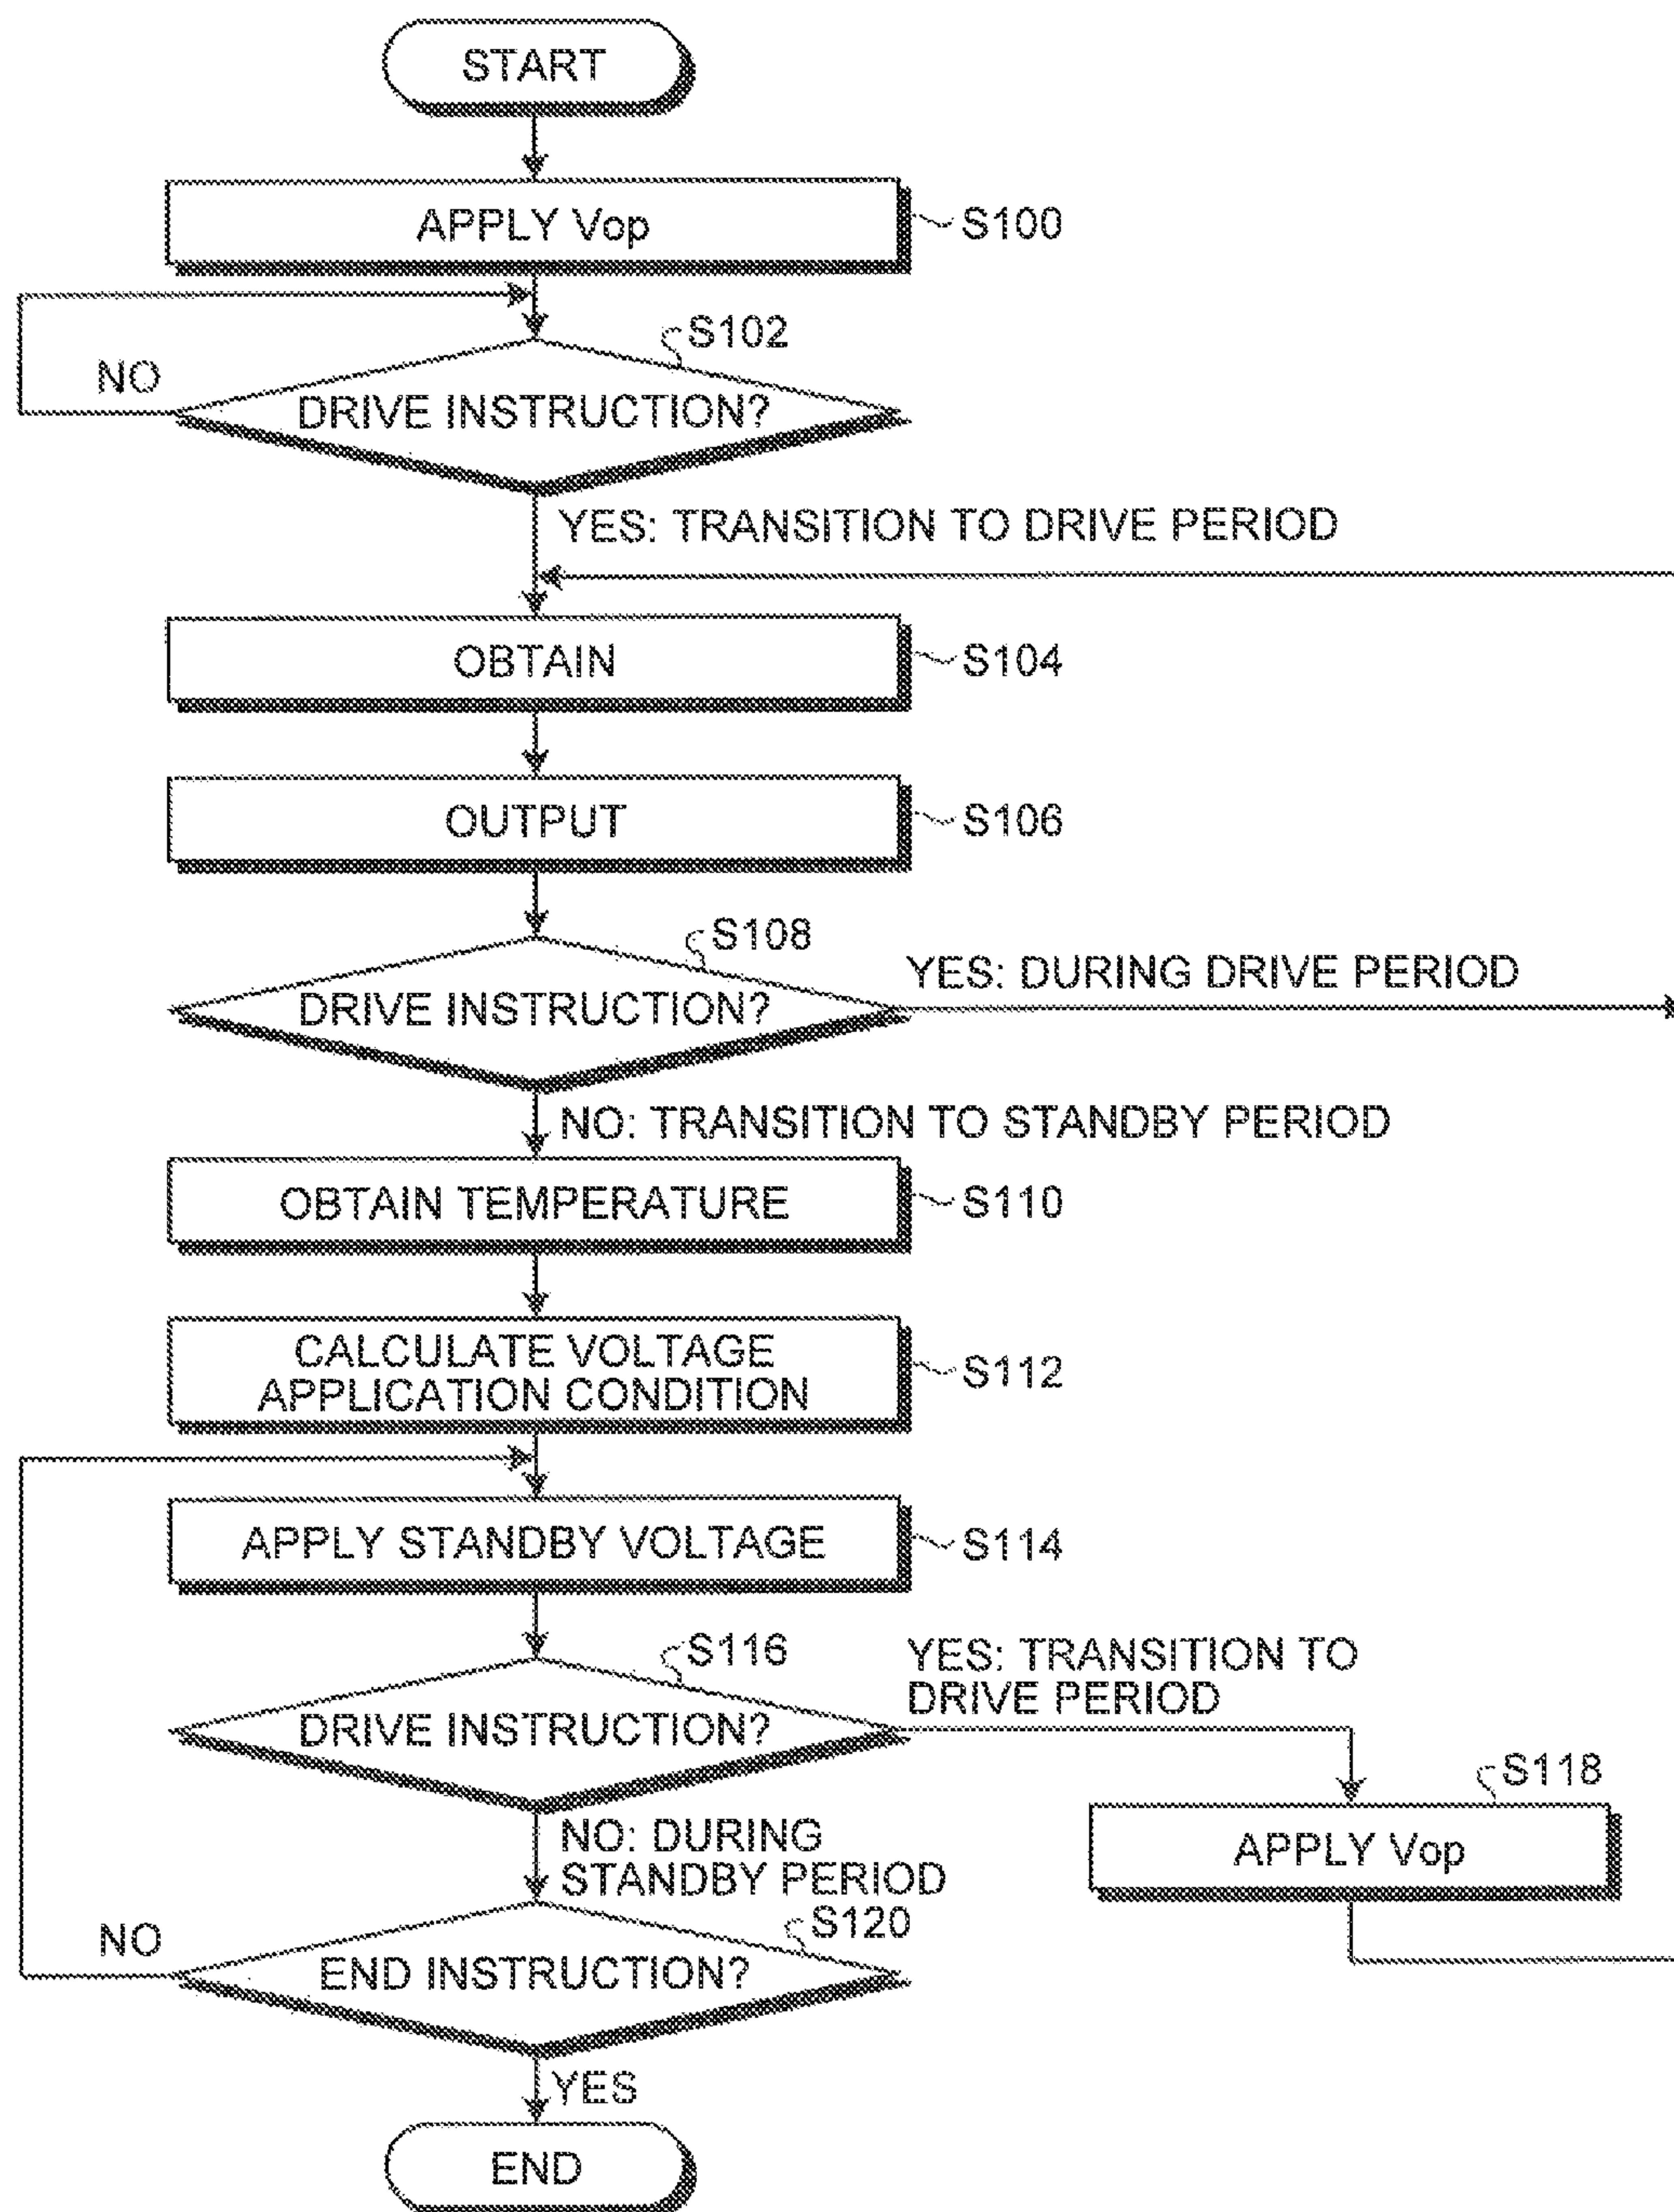 START
APPLY Vop
S100
S102
NO
DRIVE INSTRUCTION?
YES: TRANSITION TO DRIVE PERIOD
OBTAIN
S104
OUTPUT
S106
S108
YES: DURING DRIVE PERIOD
DRIVE INSTRUCTION?
NO: TRANSITION TO STANDBY PERIOD
OBTAIN TEMPERATURE
S110
CALCULATE VOLTAGE
APPLICATION CONDITION
S112
APPLY STANDBY VOLTAGE
S114
S116
YES: TRANSITION TO
DRIVE PERIOD
DRIVE INSTRUCTION?
S118
APPLY Vop
NO: DURING
STANDBY PERIOD
S120
NO
END INSTRUCTION?
YES
END